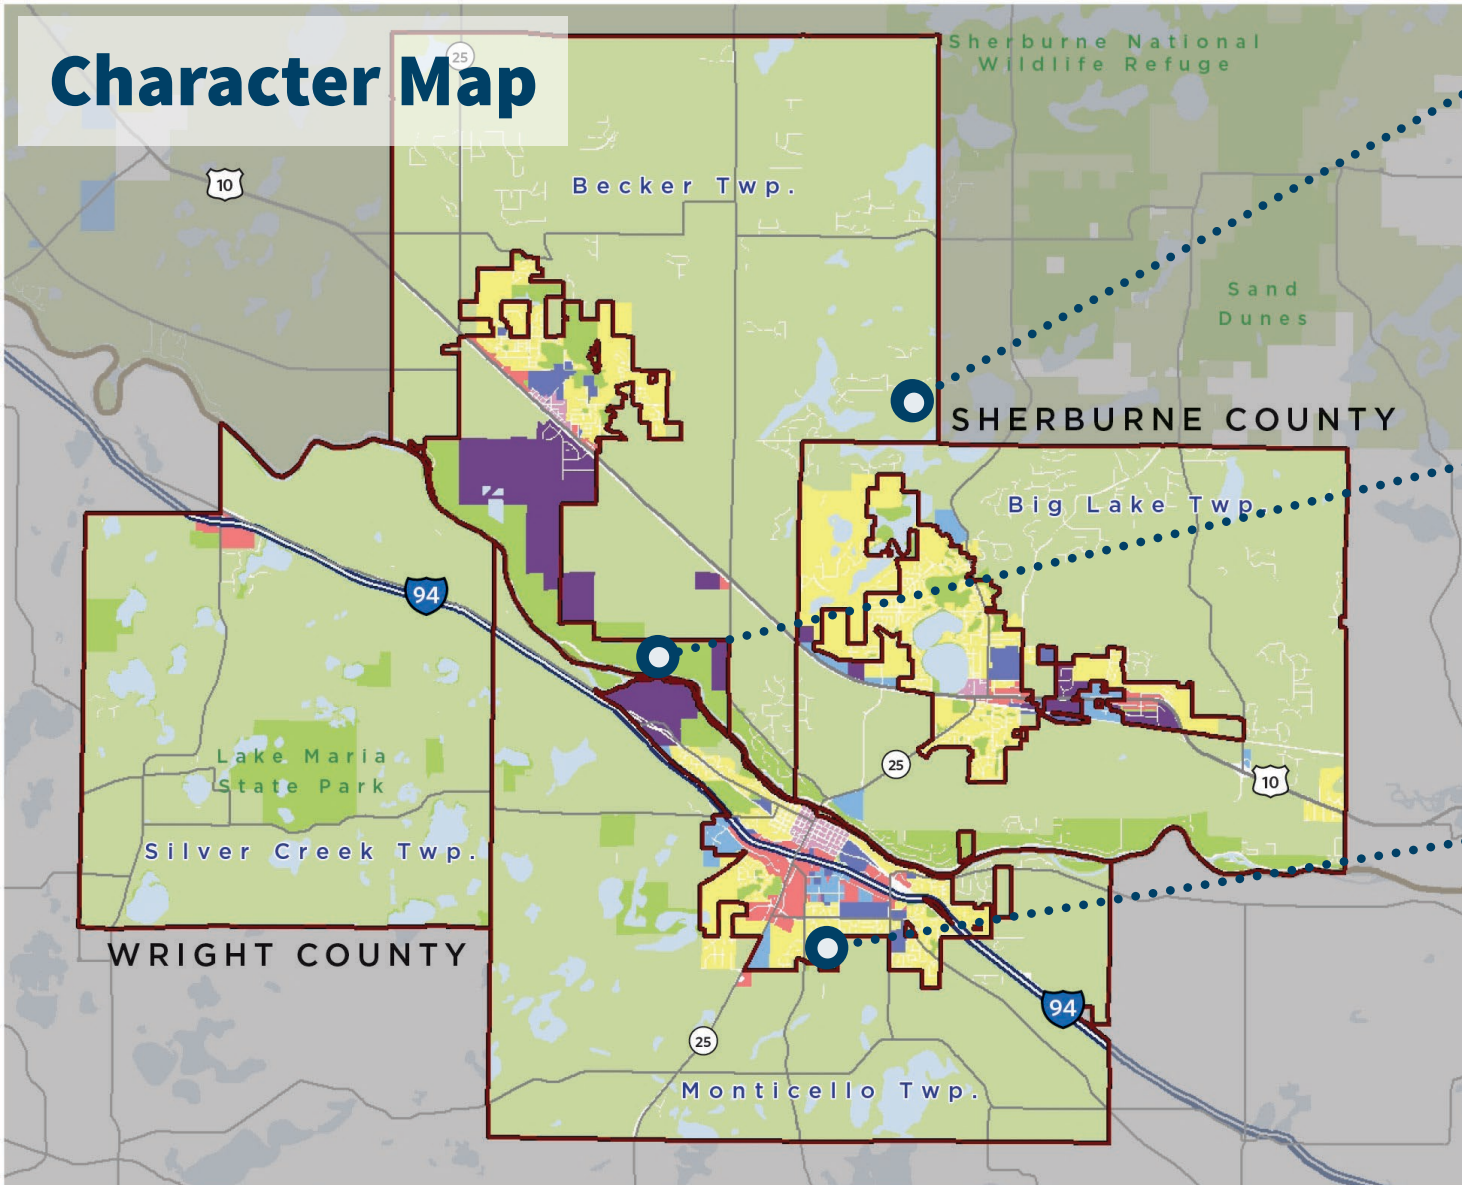 Character Map
25
Sherburne National
Wildlife Refuge
10
Becker Twp.
Sand
Dunes
SHERBURNE COUNTY
Big Lake Twp.
94
Lake Maria
State Park
25
10
Silver Creek Twp.
WRIGHT COUNTY
94
25
Monticello Twp.